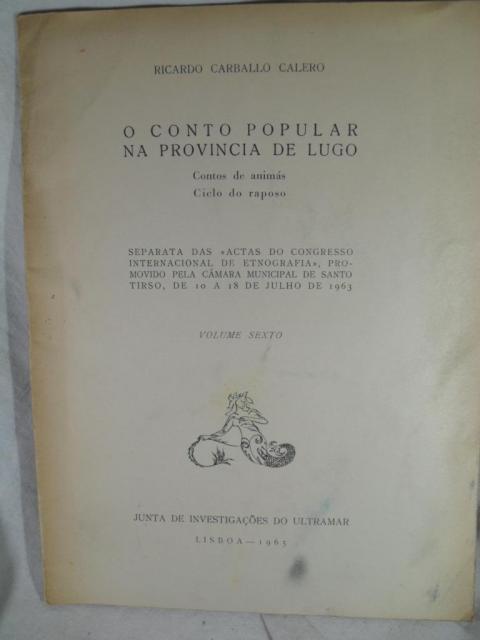 RICARDO CARBALLO CALERO
O CONTO POPULAR
NA PROVINCIA DE LUGO
Contos de animás
Ciclo do raposo
SEPARATA DAS «ACTAS DO CONGRESSO
INTERNACIONAL DE ETNOGRAFIA», PRO-
MOVIDO PELA CÂMARA MUNICIPAL DE SANTO
TIRSO, DE 10 A 18 DE JULHO DE 1963
VOLUME SEXTO
JUNTA DE INVESTIGAÇÕES DO ULTRAMAR
LISBOA — 1965